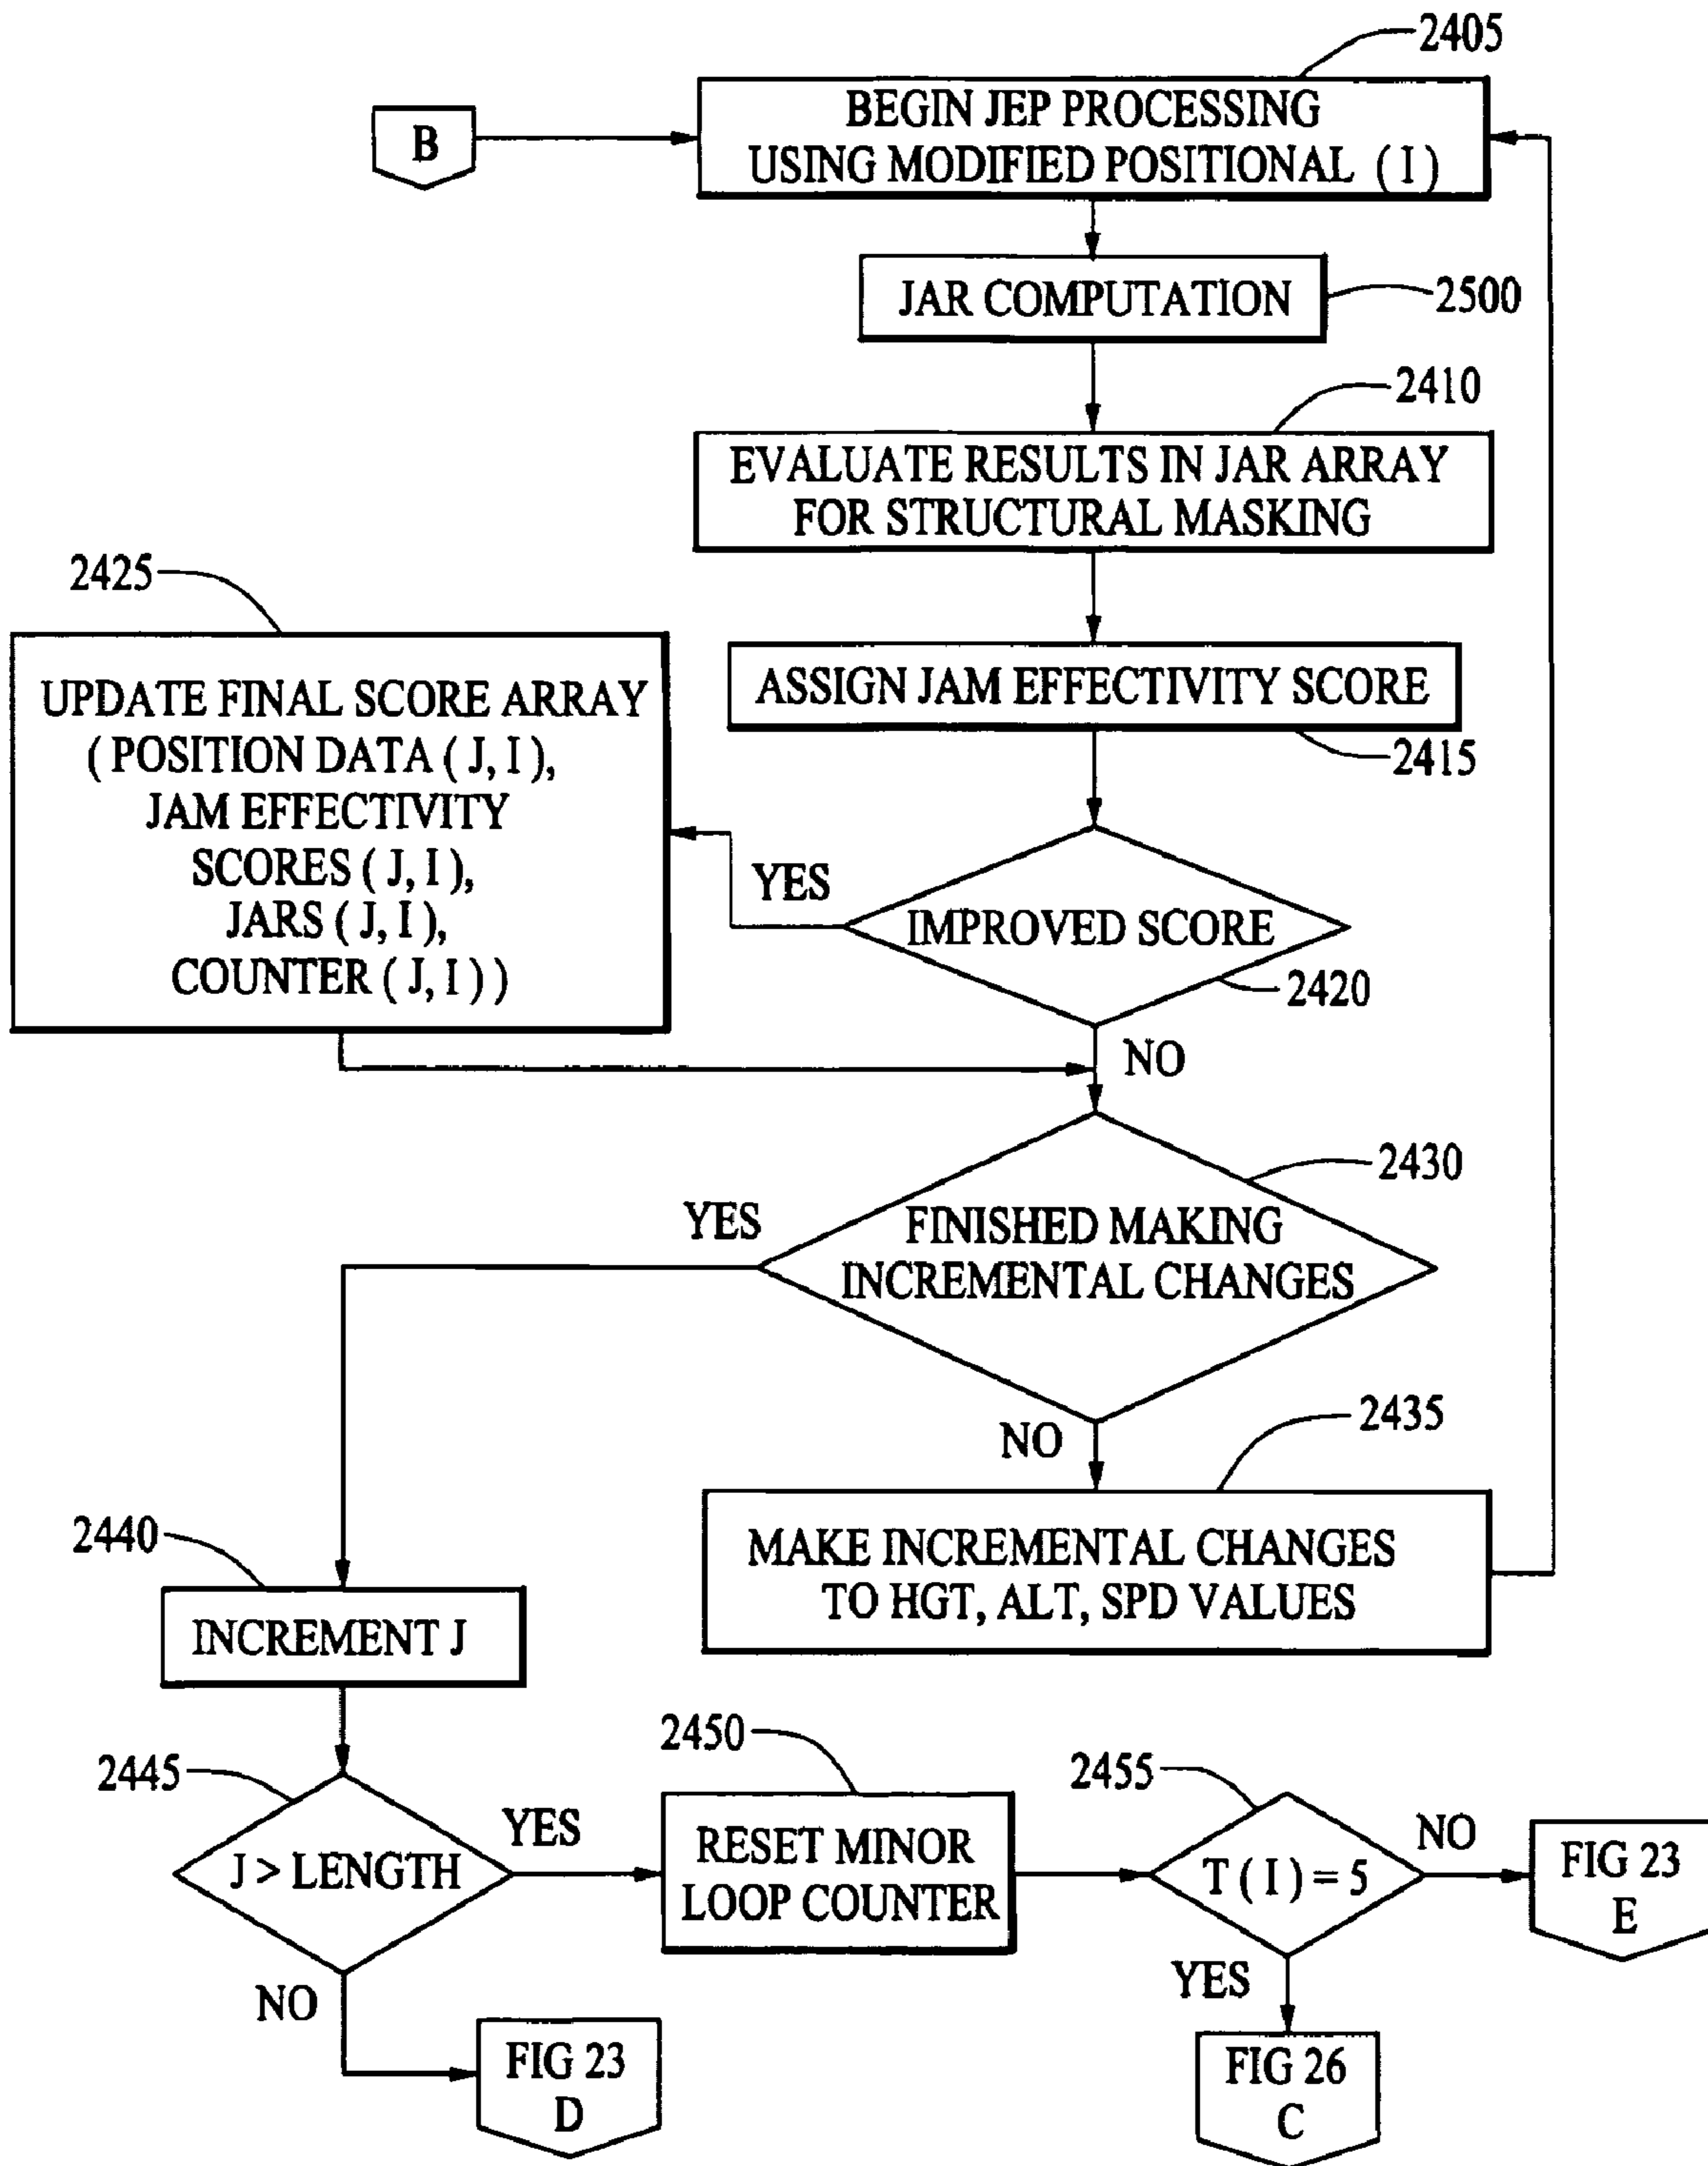 2405
B
BEGIN JEP PROCESSING
USING MODIFIED POSITIONAL ( I )
JAR COMPUTATION
2500
2410
EVALUATE RESULTS IN JAR ARRAY
FOR STRUCTURAL MASKING
2425
UPDATE FINAL SCORE ARRAY
( POSITION DATA ( J, I ),
JAM EFFECTIVITY
SCORES ( J, I ),
JARS ( J, I ),
COUNTER ( J, I ) )
ASSIGN JAM EFFECTIVITY SCORE
2415
YES
IMPROVED SCORE
2420
NO
2430
YES
FINISHED MAKING
INCREMENTAL CHANGES
NO
2435
MAKE INCREMENTAL CHANGES
TO HGT, ALT, SPD VALUES
2440
INCREMENT J
2445
J > LENGTH
YES
NO
2450
RESET MINOR
LOOP COUNTER
2455
T ( I ) = 5
NO
YES
FIG 23
E
FIG 23
D
FIG 26
C